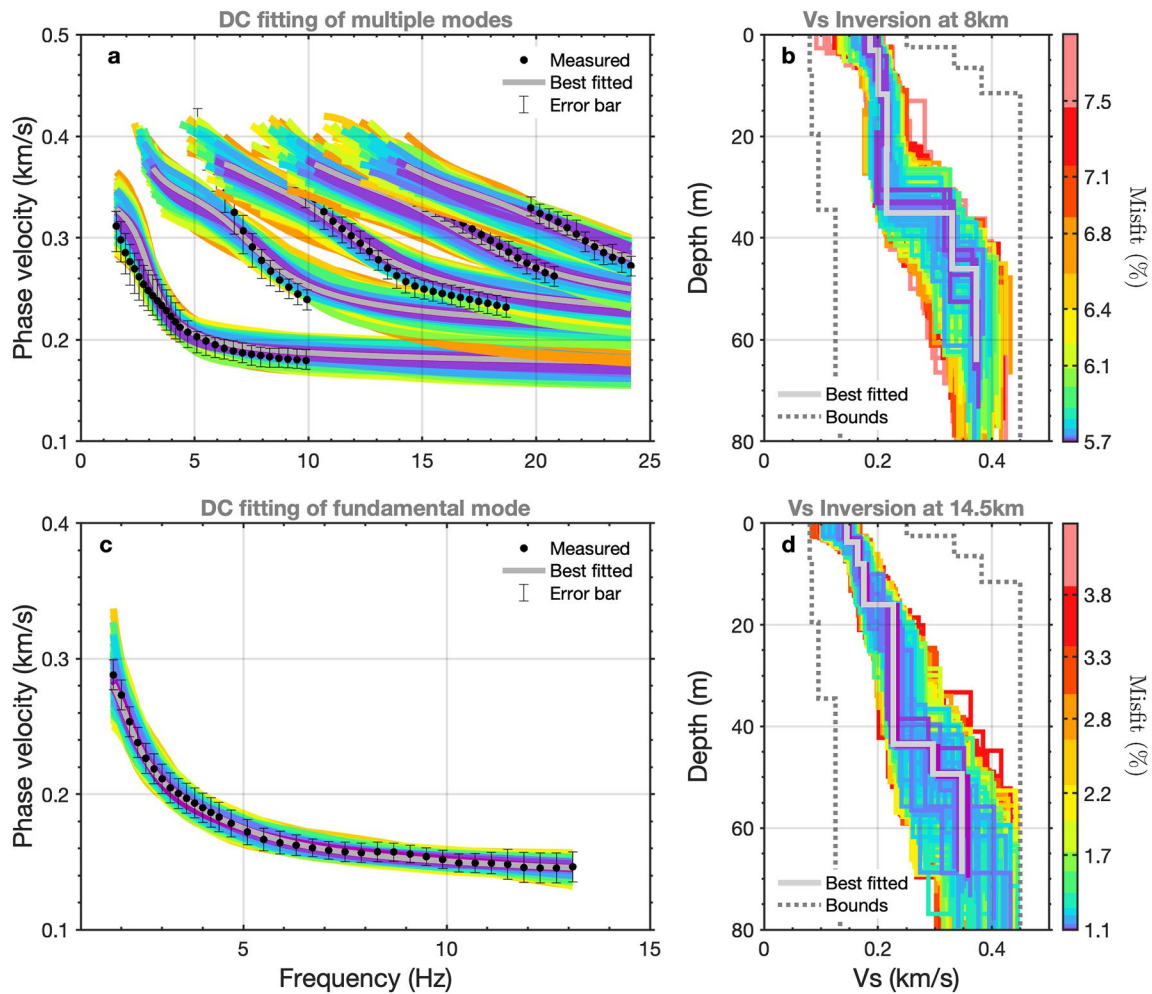 DC fitting of multiple modes
a
Measured
Best fitted
Error bar
0.5
0.4
0.3
0.2
0.1
Phase velocity (km/s)
0 5 10 15 20 25
Vs Inversion at 8km
b
0
20
40
60
80
Depth (m)
Best fitted
Bounds
0 0.2 0.4
7.5
7.1
6.8
6.4
6.1
5.7
Misfit (%)
DC fitting of fundamental mode
c
Measured
Best fitted
Error bar
0.4
0.3
0.2
0.1
Phase velocity (km/s)
5 10 15
Frequency (Hz)
Vs Inversion at 14.5km
d
0
20
40
60
80
Depth (m)
Best fitted
Bounds
0 0.2 0.4
Vs (km/s)
3.8
3.3
2.8
2.2
1.7
1.1
Misfit (%)